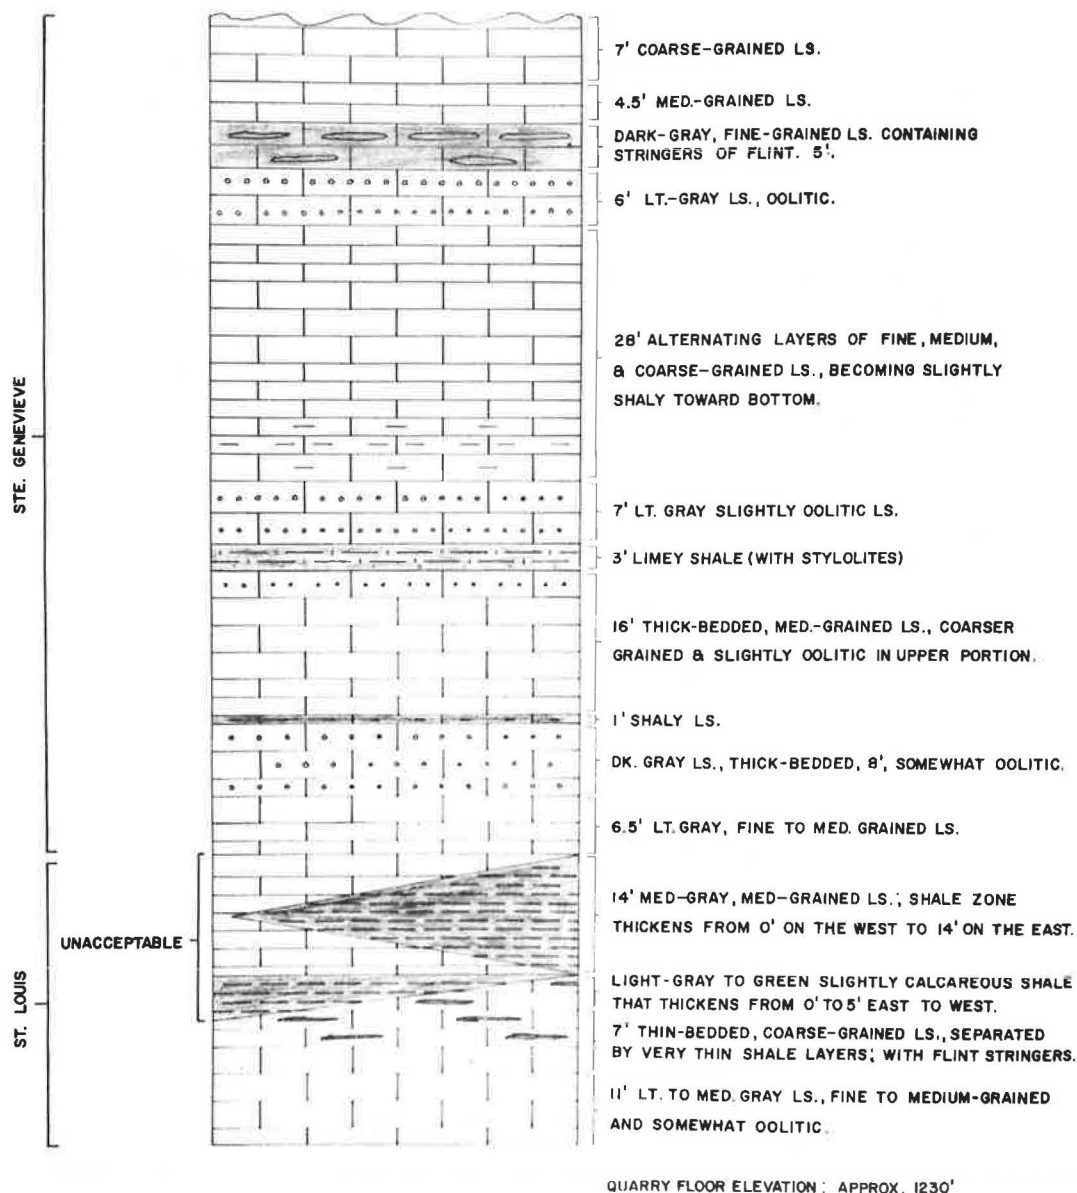 7' COARSE-GRAINED LS.
4.5' MED.-GRAINED LS.
DARK-GRAY, FINE-GRAINED LS. CONTAINING
STRINGERS OF FLINT. 5'.
6' LT.-GRAY LS., OOLITIC.
28' ALTERNATING LAYERS OF FINE, MEDIUM,
& COARSE-GRAINED LS., BECOMING SLIGHTLY
SHALY TOWARD BOTTOM.
STE. GENEVIEVE
7' LT. GRAY SLIGHTLY OOLITIC LS.
3' LIMEY SHALE (WITH STYLOLITES)
16' THICK-BEDDED, MED.-GRAINED LS., COARSER
GRAINED & SLIGHTLY OOLITIC IN UPPER PORTION.
1' SHALY LS.
DK. GRAY LS., THICK-BEDDED, 8', SOMEWHAT OOLITIC.
6.5' LT. GRAY, FINE TO MED. GRAINED LS.
14' MED-GRAY, MED-GRAINED LS.; SHALE ZONE
THICKENS FROM 0' ON THE WEST TO 14' ON THE EAST.
UNACCEPTABLE
ST. LOUIS
LIGHT-GRAY TO GREEN SLIGHTLY CALCAREOUS SHALE
THAT THICKENS FROM 0' TO 5' EAST TO WEST.
7' THIN-BEDDED, COARSE-GRAINED LS., SEPARATED
BY VERY THIN SHALE LAYERS; WITH FLINT STRINGERS.
11' LT. TO MED. GRAY LS., FINE TO MEDIUM-GRAINED
AND SOMEWHAT OOLITIC.
QUARRY FLOOR ELEVATION: APPROX. 1230'